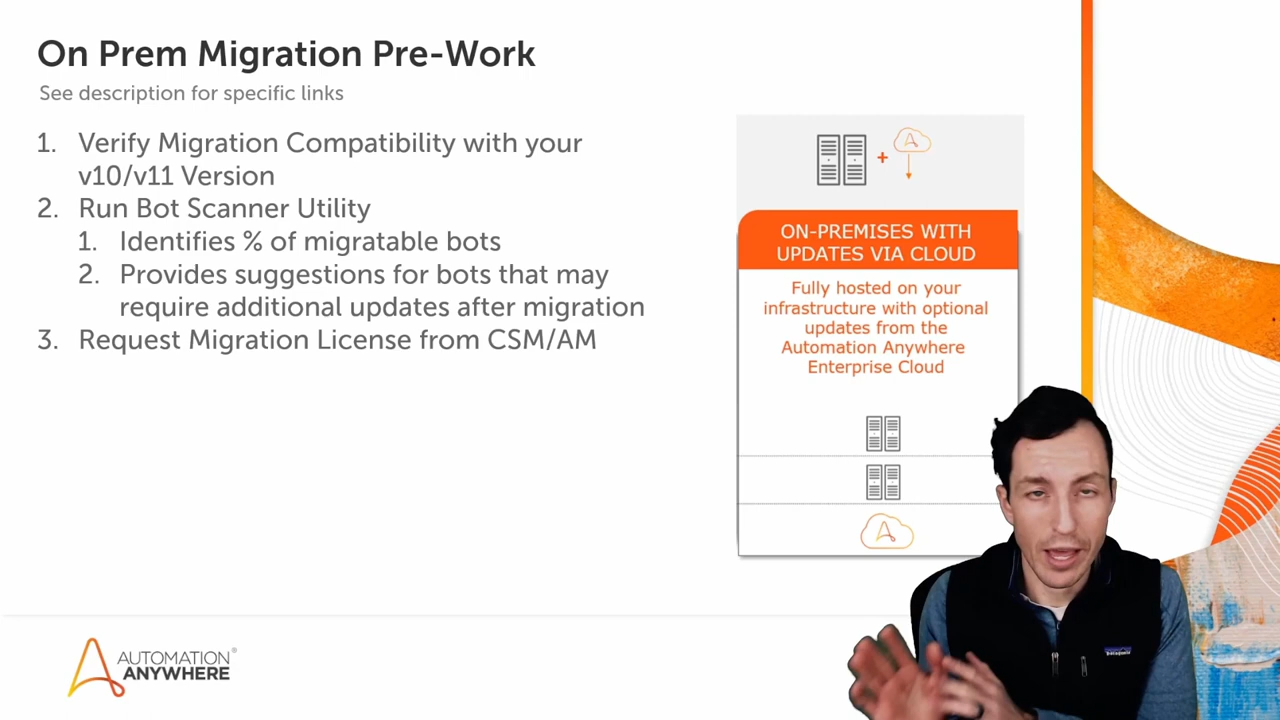 On Prem Migration Pre-Work
See description for specific links
1. Verify Migration Compatibility with your
v10/v11 Version
2. Run Bot Scanner Utility
1. Identifies % of migratable bots
2. Provides suggestions for bots that may
require additional updates after migration
3. Request Migration License from CSM/AM
+
ON-PREMISES WITH
UPDATES VIA CLOUD
Fully hosted on your
infrastructure with optional
updates from the
Automation Anywhere
Enterprise Cloud
AUTOMATION®
ANYWHERE
patagonia